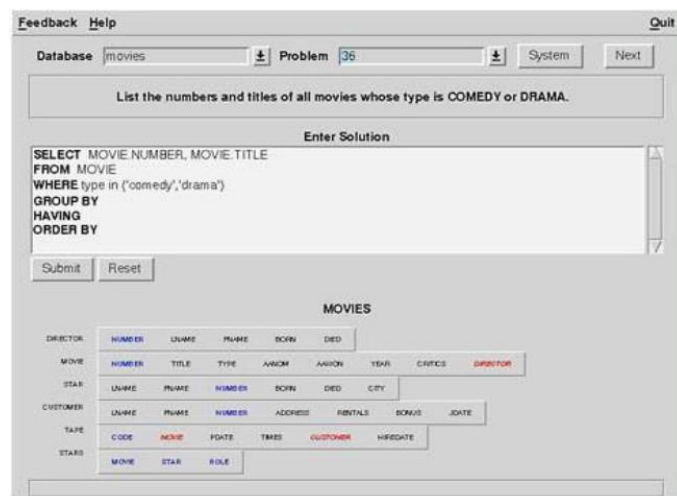 Feedback Help Quit
Database movies Problem 36 System Next
List the numbers and titles of all movies whose type is COMEDY or DRAMA.
Enter Solution
SELECT MOVIE.NUMBER, MOVIE.TITLE
FROM MOVIE
WHERE type in ('comedy','drama')
GROUP BY
HAVING
ORDER BY
Submit Reset
MOVIES
DIRECTOR NUMBER LNAME FNAME BORN DIED
MOVIE NUMBER TITLE TYPE AANOM AAWON YEAR CRITICS DIRECTOR
STAR LNAME FNAME NUMBER BORN DIED CITY
CUSTOMER LNAME FNAME NUMBER ADDRESS RENTALS BONUS JDATE
TAPE CODE MOVIE PDATE TIMES CUSTOMER HIREDATE
STARS MOVIE STAR ROLE